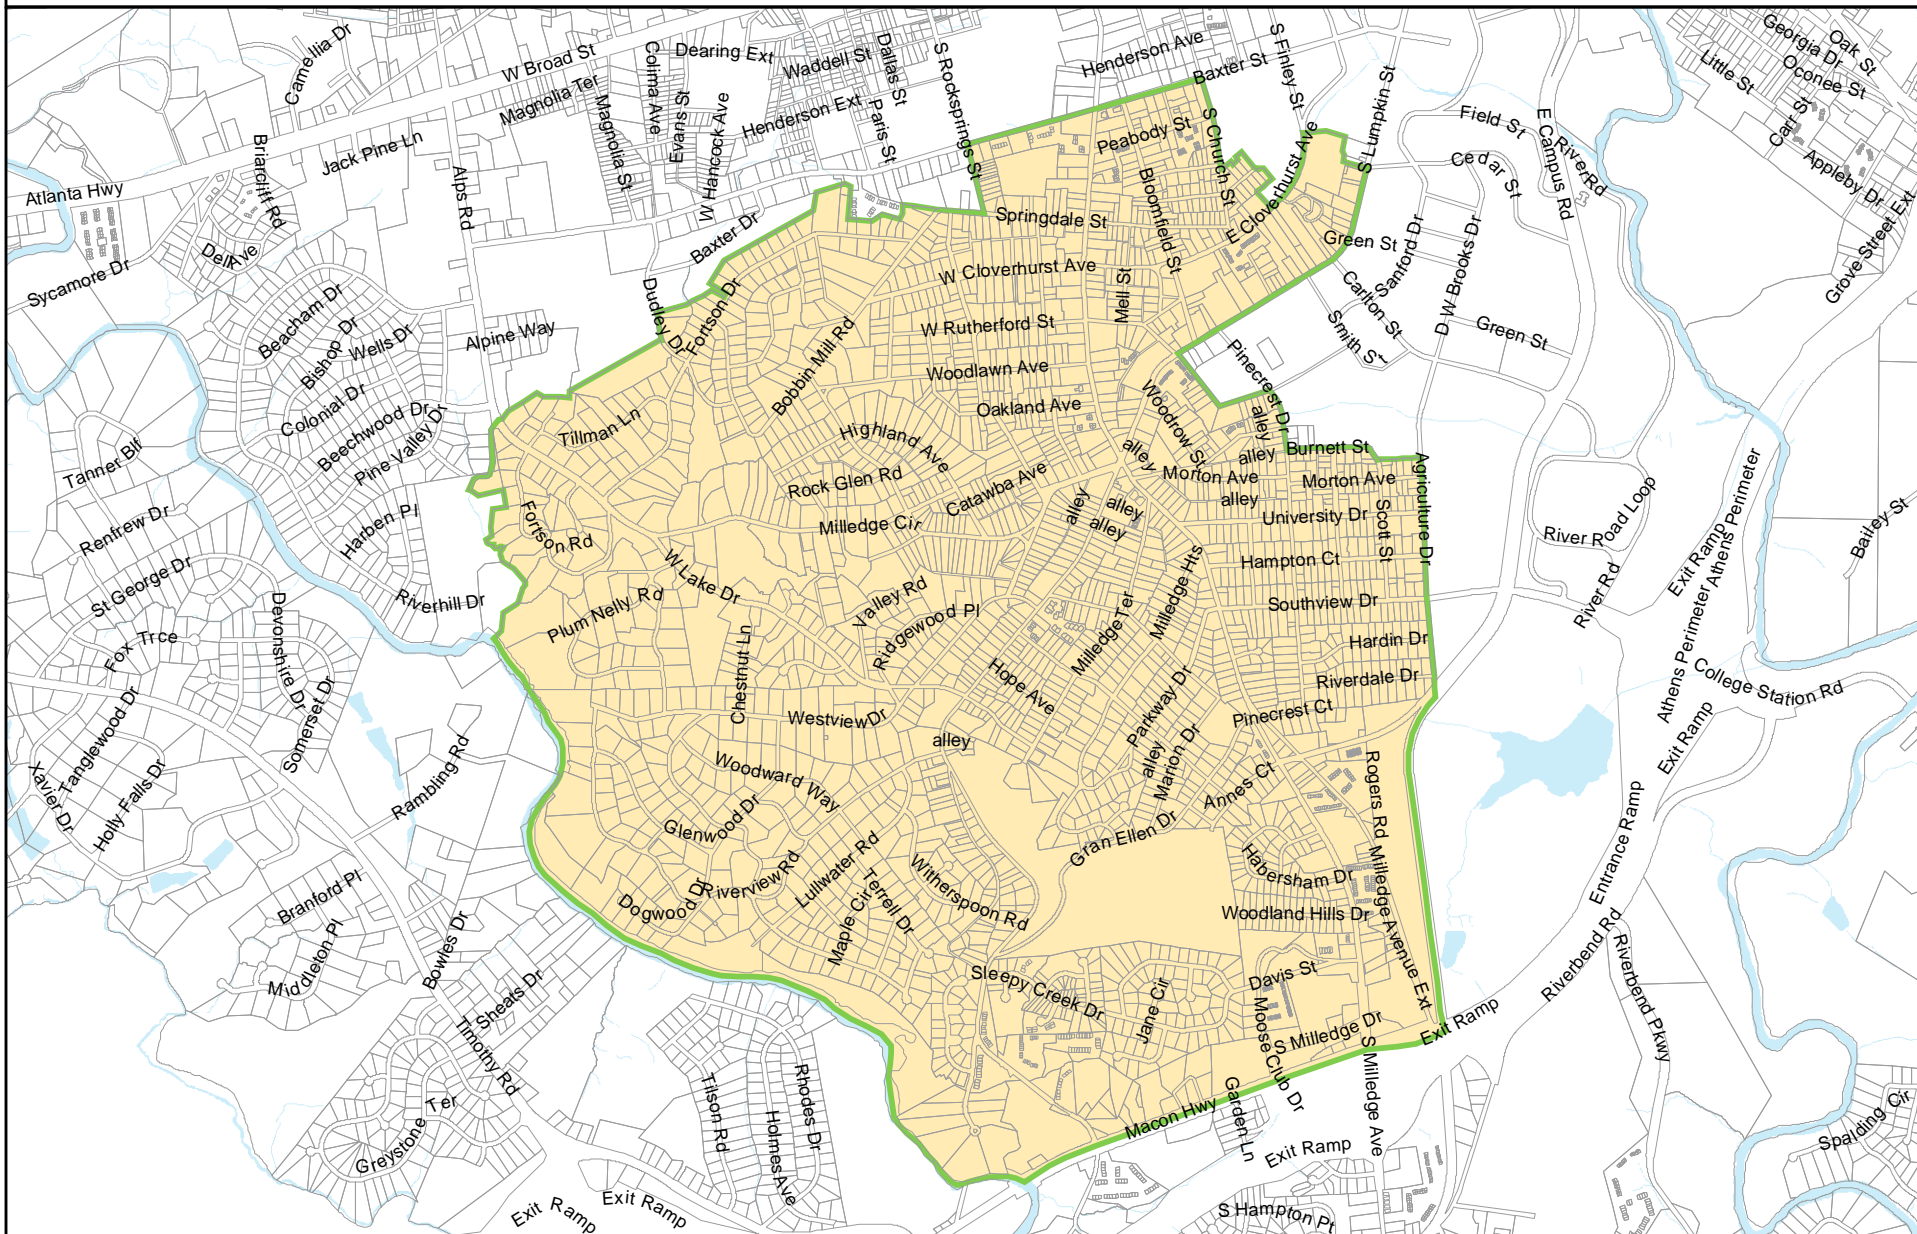 Camellia Dr
W Broad St
Colima Ave
Dearing Ext
Waddell St
Dallas St
S Rocksprings St
Henderson Ave
Baxter St
S Finley St
S Lumpkin St
Georgia Dr
Oak St
Oconee St
Little St
Carr St
Appleby Dr
Grove Street Ext
Magnolia Ter
Magnolia St
Evans St
W Hancock Ave
Henderson Ext
Paris St
Jack Pine Ln
Briarcliff Rd
Alps Rd
Atlanta Hwy
Peabody St
S Church St
E Cloverhurst Ave
Field St
Cedar St
E Campus Rd
River Rd
Dell Ave
Sycamore Dr
Baxter Dr
Springdale St
Bloomfield St
Green St
Sanford Dr
D W Brooks Dr
Carlton St
Smith St
Green St
Dudley Dr
Fortson Dr
W Cloverhurst Ave
Mell St
Beacham Dr
Bishop Dr
Wells Dr
Alpine Way
W Rutherford St
Bobbin Mill Rd
Woodlawn Ave
Pinecrest Dr
Colonial Dr
Beechwood Dr
Pine Valley Dr
Tillman Ln
Oakland Ave
Woodrow St
alley
alley
alley
Burnett St
Highland Ave
Tanner Blf
Rock Glen Rd
Catawba Ave
Morton Ave
alley
Morton Ave
Agriculture Dr
Renfrew Dr
Harben Pl
Fortson Rd
Milledge Cir
alley
alley
alley
University Dr
Scott St
River Road Loop
Athens Perimeter
Exit Ramp
Bailey St
St George Dr
Riverhill Dr
W Lake Dr
Valley Rd
Milledge Hts
Hampton Ct
River Rd
Plum Nelly Rd
Ridgewood Pl
Milledge Ter
Southview Dr
Fox Trce
Devonshire Dr
Chestnut Ln
Hope Ave
Hardin Dr
Athens Perimeter
College Station Rd
Tanglewood Dr
Somerset Dr
Westview Dr
Parkway Dr
Riverdale Dr
Pinecrest Ct
alley
alley
Marion Dr
Exit Ramp
Xavier Dr
Holly Falls Dr
Rambling Rd
Woodward Way
Annes Ct
Rogers Rd
Glenwood Dr
Gran Ellen Dr
Entrance Ramp
Branford Pl
Dogwood Dr
Riverview Rd
Lullwater Rd
Maple Cir
Terrell Dr
Witherspoon Rd
Habersham Dr
Woodland Hills Dr
Milledge Avenue Ext
Riverbend Rd
Riverbend Pkwy
Middleton Pl
Bowles Dr
Sheats Dr
Sleepy Creek Dr
Jane Cir
Davis St
Moose Club Dr
S Milledge Dr
Exit Ramp
Timothy Rd
Tilson Rd
Holmes Ave
Rhodes Dr
Macon Hwy
Garden Ln
S Milledge Ave
Greystone Ter
Exit Ramp
Spalding Cir
Exit Ramp
Exit Ramp
S Hampton Pt